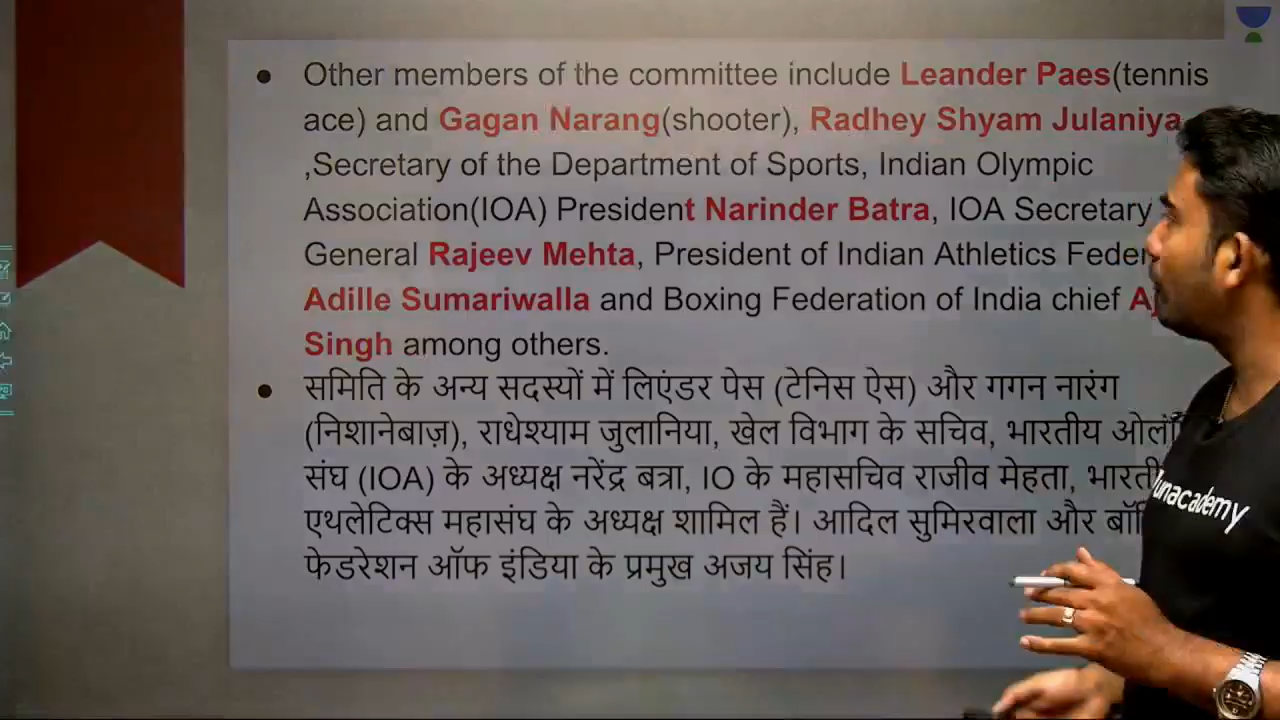 Other members of the committee include Leander Paes(tennis
ace) and Gagan Narang(shooter), Radhey Shyam Julaniya
,Secretary of the Department of Sports, Indian Olympic
Association(IOA) President Narinder Batra, IOA Secretary
General Rajeev Mehta, President of Indian Athletics
Adille Sumariwalla and Boxing Federation of India chief
Singh among others.
समिति के अन्य सदस्यों में लिएंडर पेस (टेनिस ऐस) और गगन नारंग
(निशानेबाज़), राधेश्याम जुलानिया, खेल विभाग के सचिव, भारतीय
संघ (IOA) के अध्यक्ष नरेंद्र बत्रा, IO के महासचिव राजीव मेहता,
एथलेटिक्स महासंघ के अध्यक्ष शामिल हैं। आदिल सुमिरवाला और
फेडरेशन ऑफ इंडिया के प्रमुख अजय सिंह।
unacademy